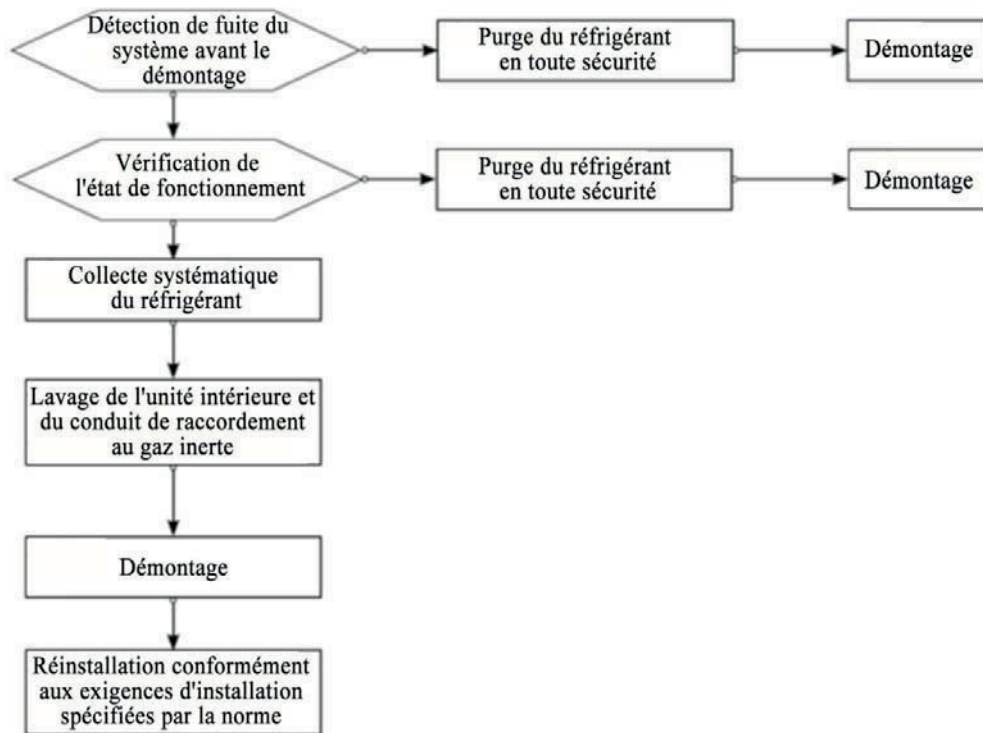 Détection de fuite du
système avant le
démontage
Purge du réfrigérant
en toute sécurité
Démontage
Vérification de
l'état de fonctionnement
Purge du réfrigérant
en toute sécurité
Démontage
Collecte systématique
du réfrigérant
Lavage de l'unité intérieure et
du conduit de raccordement
au gaz inerte
Démontage
Réinstallation conformément
aux exigences d'installation
spécifiées par la norme